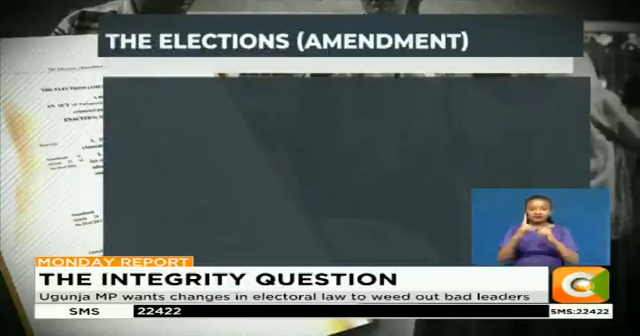 THE ELECTIONS (AMENDMENT)
MONDAY REPORT
THE INTEGRITY QUESTION
Ugunja MP wants changes in electoral law to weed out bad leaders
SMS 22422
SMS:22422